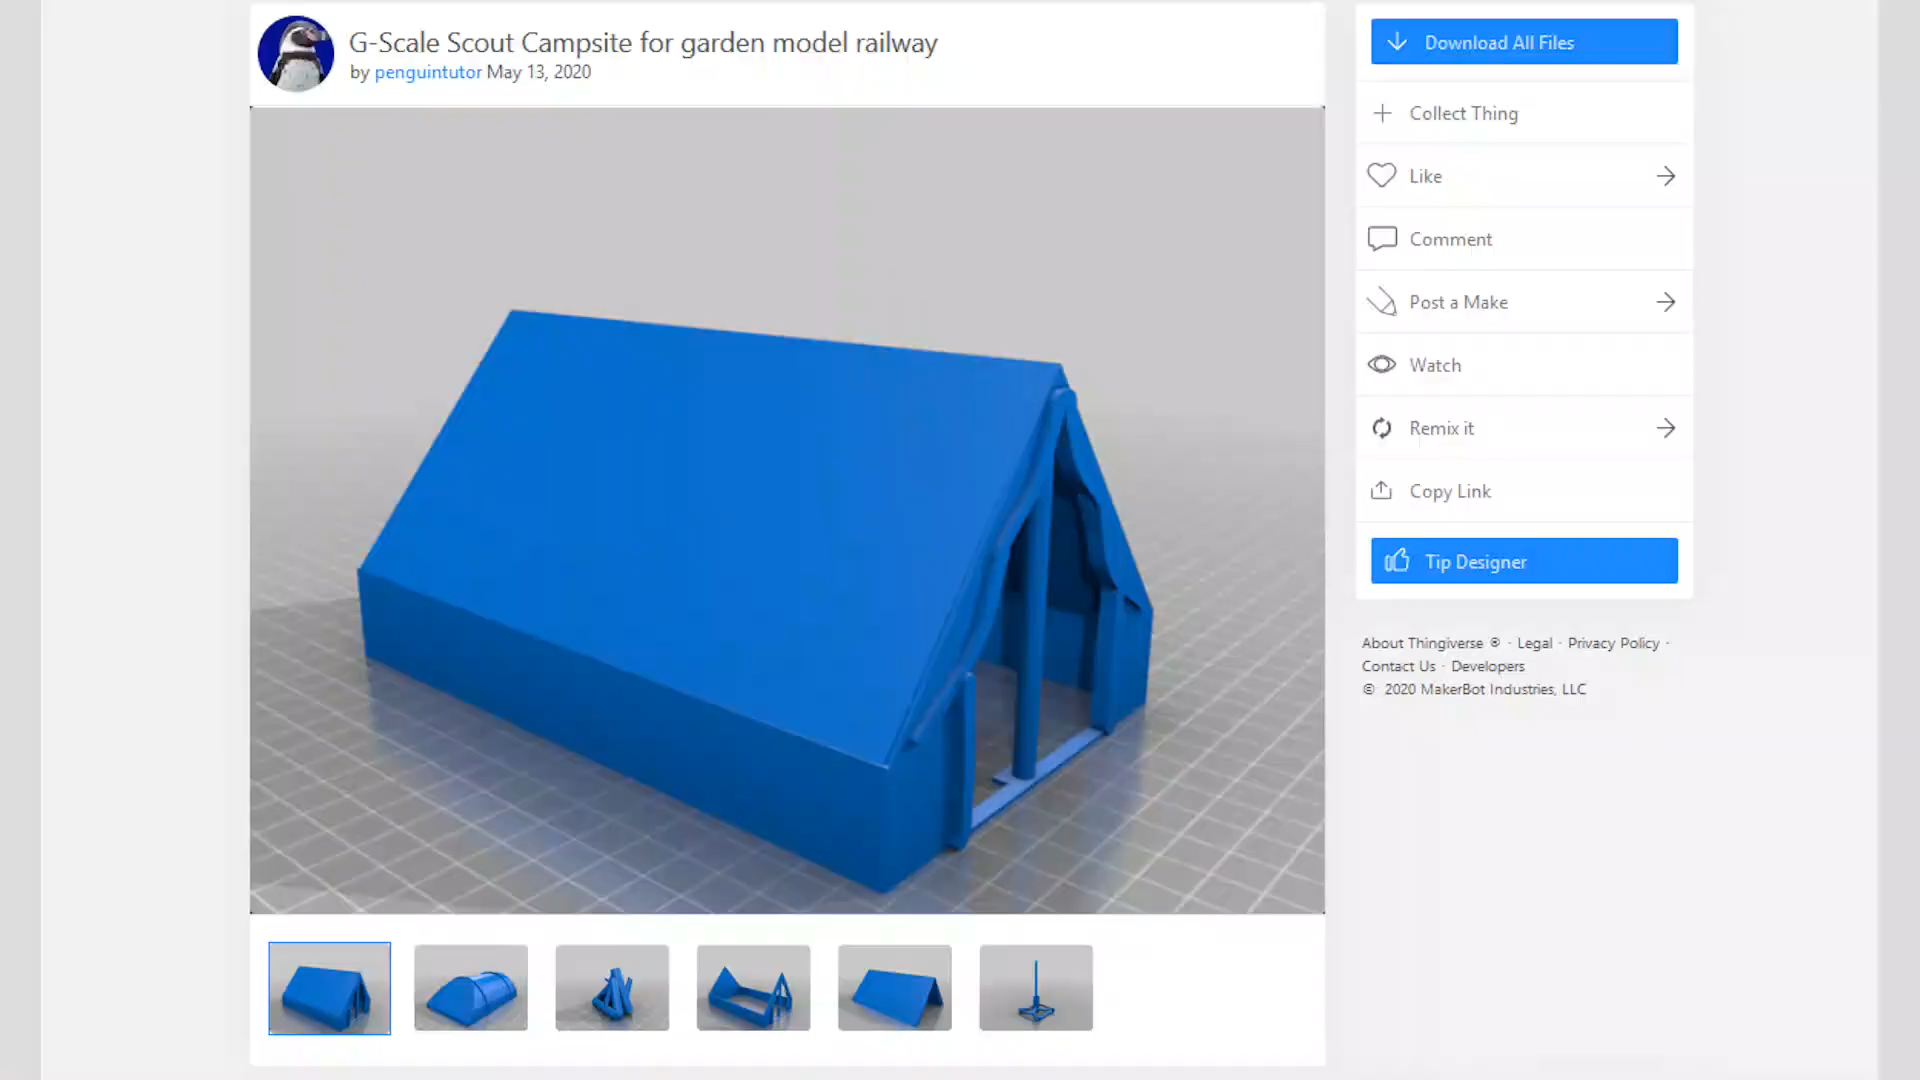 G-Scale Scout Campsite for garden model railway
by penguintutor May 13, 2020
Download All Files
Collect Thing
Like
Comment
Post a Make
Watch
Remix it
Copy Link
Tip Designer
About Thingiverse ® · Legal · Privacy Policy ·
Contact Us · Developers
© 2020 MakerBot Industries, LLC